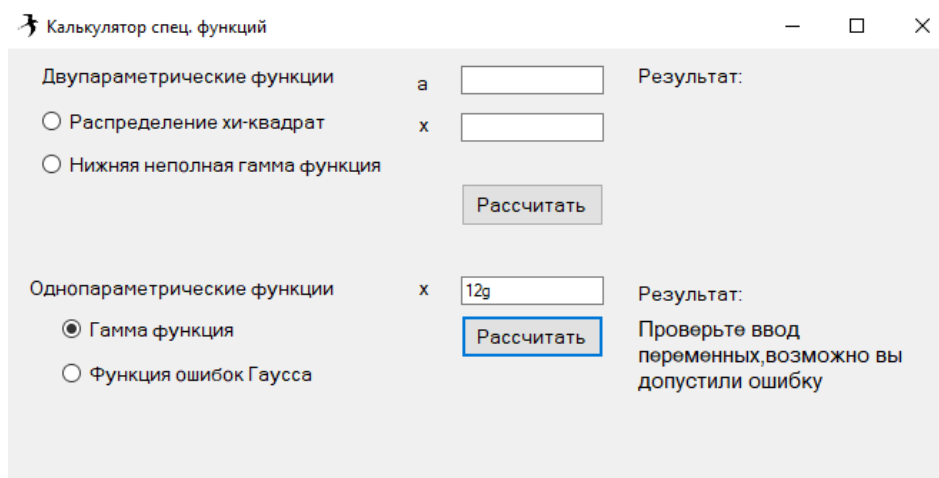 Калькулятор спец. функций
Двупараметрические функции
a
Результат:
Распределение хи-квадрат
x
Нижняя неполная гамма функция
Рассчитать
Однопараметрические функции
x
12g
Результат:
Гамма функция
Рассчитать
Проверьте ввод
переменных,возможно вы
допустили ошибку
Функция ошибок Гаусса